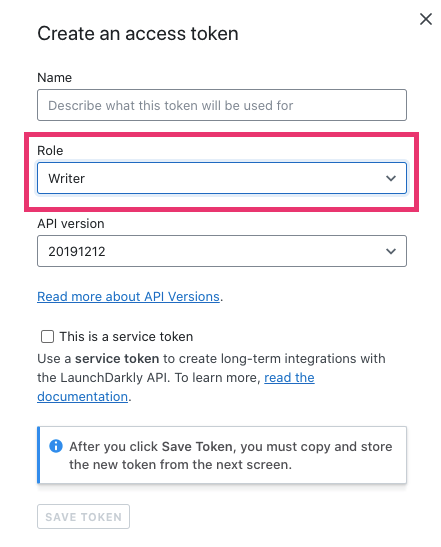 Create an access token
Name
Describe what this token will be used for
Role
Writer
API version
20191212
Read more about API Versions.
This is a service token
Use a service token to create long-term integrations with
the LaunchDarkly API. To learn more, read the
documentation.
After you click Save Token, you must copy and store
the new token from the next screen.
SAVE TOKEN